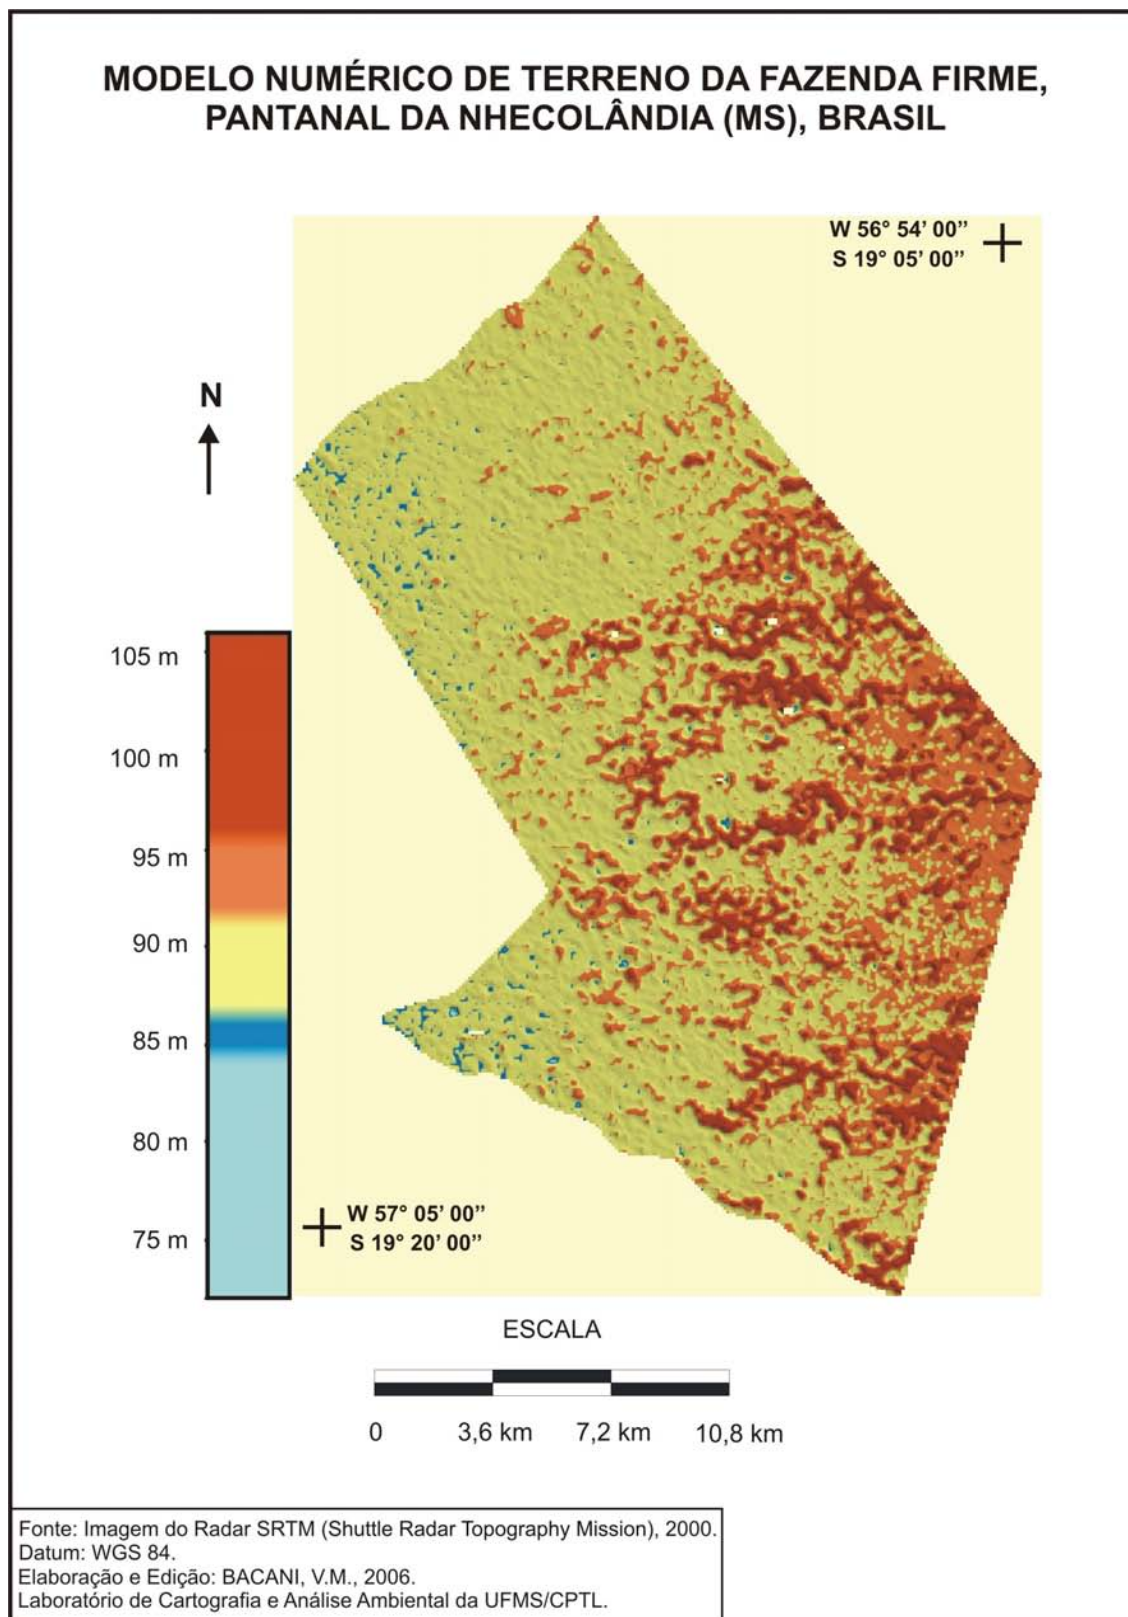 MODELO NUMÉRICO DE TERRENO DA FAZENDA FIRME,
PANTANAL DA NHECOLÂNDIA (MS), BRASIL
W 56° 54’ 00”
S 19° 05’ 00”
N
105 m
100 m
95 m
90 m
85 m
80 m
75 m
W 57° 05’ 00”
S 19° 20’ 00”
ESCALA
0 3,6 km 7,2 km 10,8 km
Fonte: Imagem do Radar SRTM (Shuttle Radar Topography Mission), 2000.
Datum: WGS 84.
Elaboração e Edição: BACANI, V.M., 2006.
Laboratório de Cartografia e Análise Ambiental da UFMS/CPTL.